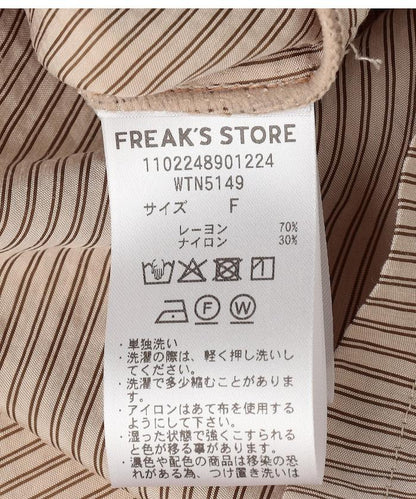 FREAK'S STORE
1102248901224
WTN5149
サイズ F
レーヨン 70%
ナイロン 30%
・単独洗い
・洗濯の際は、軽く押し洗いし
てください。
・洗濯で多少縮むことがありま
す。
・アイロンはあて布を使用する
ようにして下さい。
・湿った状態で強くこすられる
と色が移る事があります。
・濃色や配色の商品は移染の恐
れがある為、つけ置き洗い